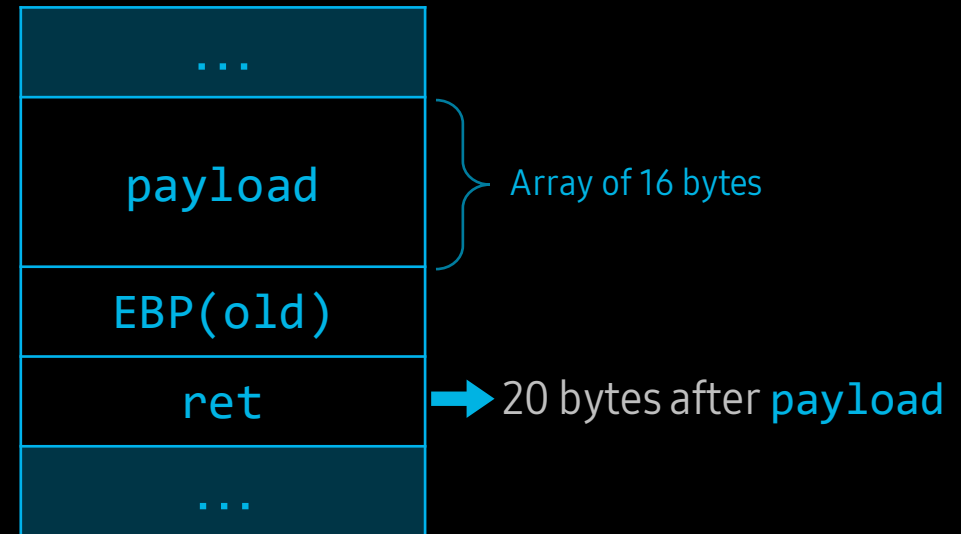 ...
payload
Array of 16 bytes
EBP(old)
ret
20 bytes after payload
...